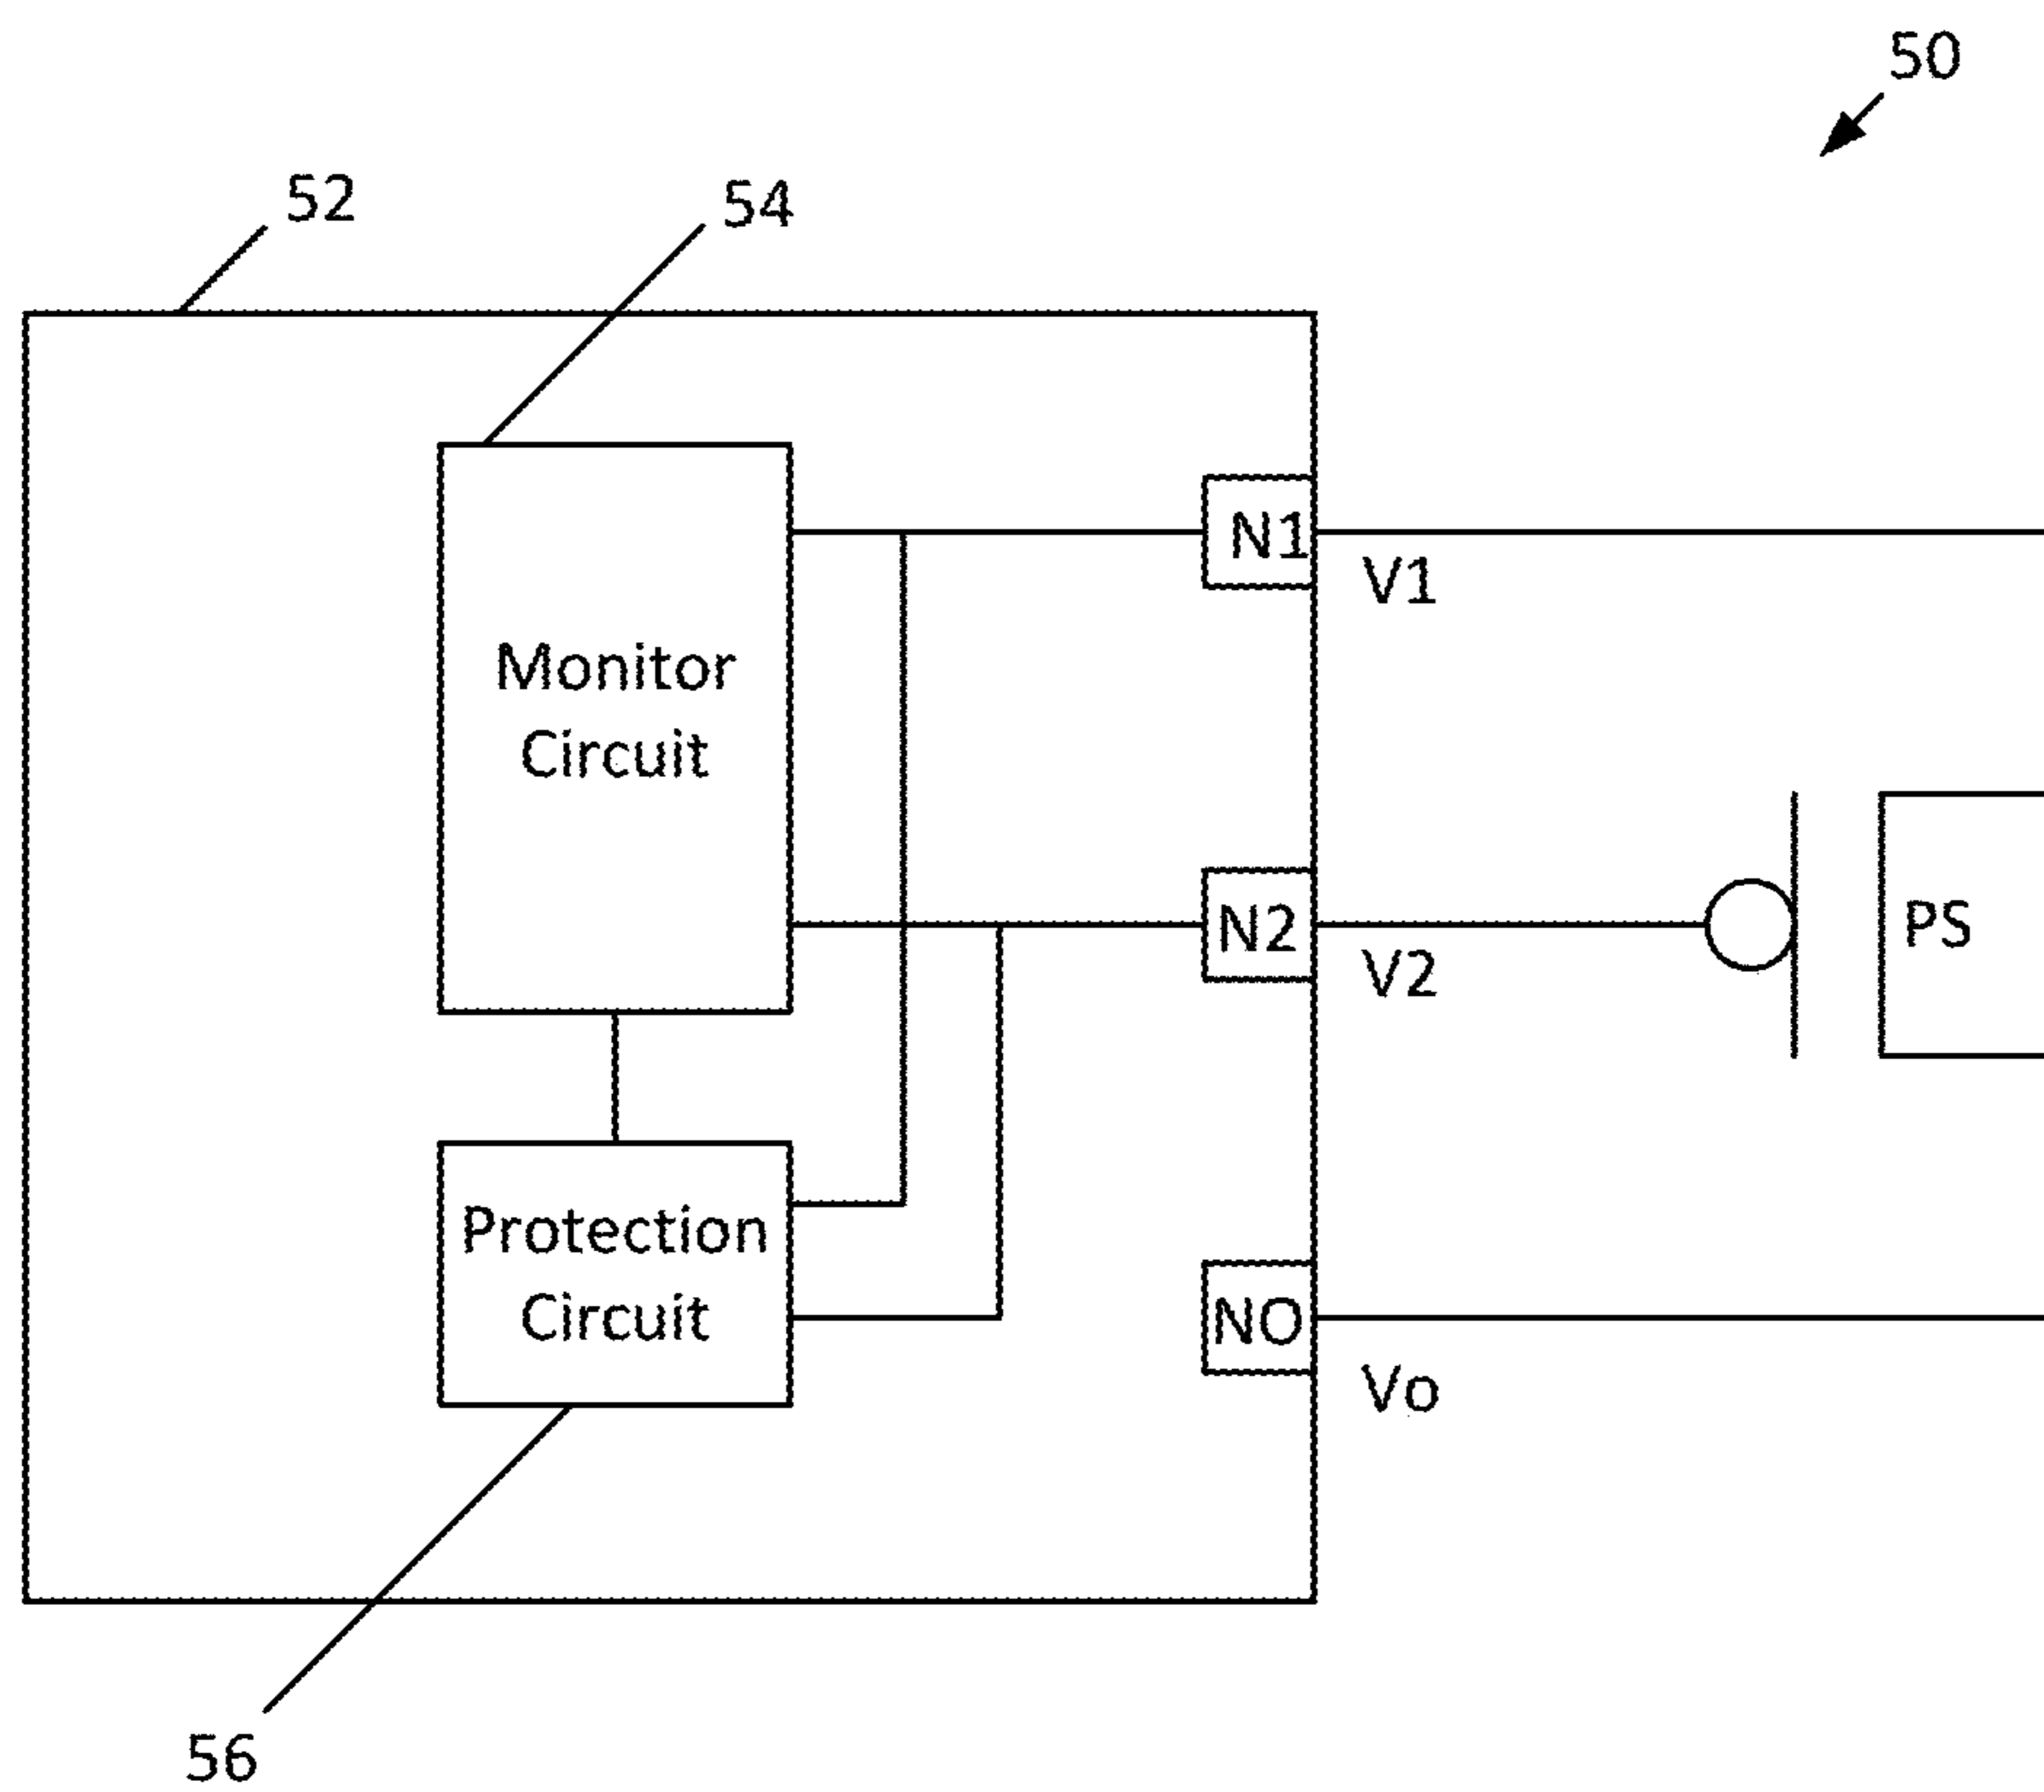 50
52
54
N1
V1
Monitor
Circuit
N2
V2
PS
Protection
Circuit
NO
Vo
56